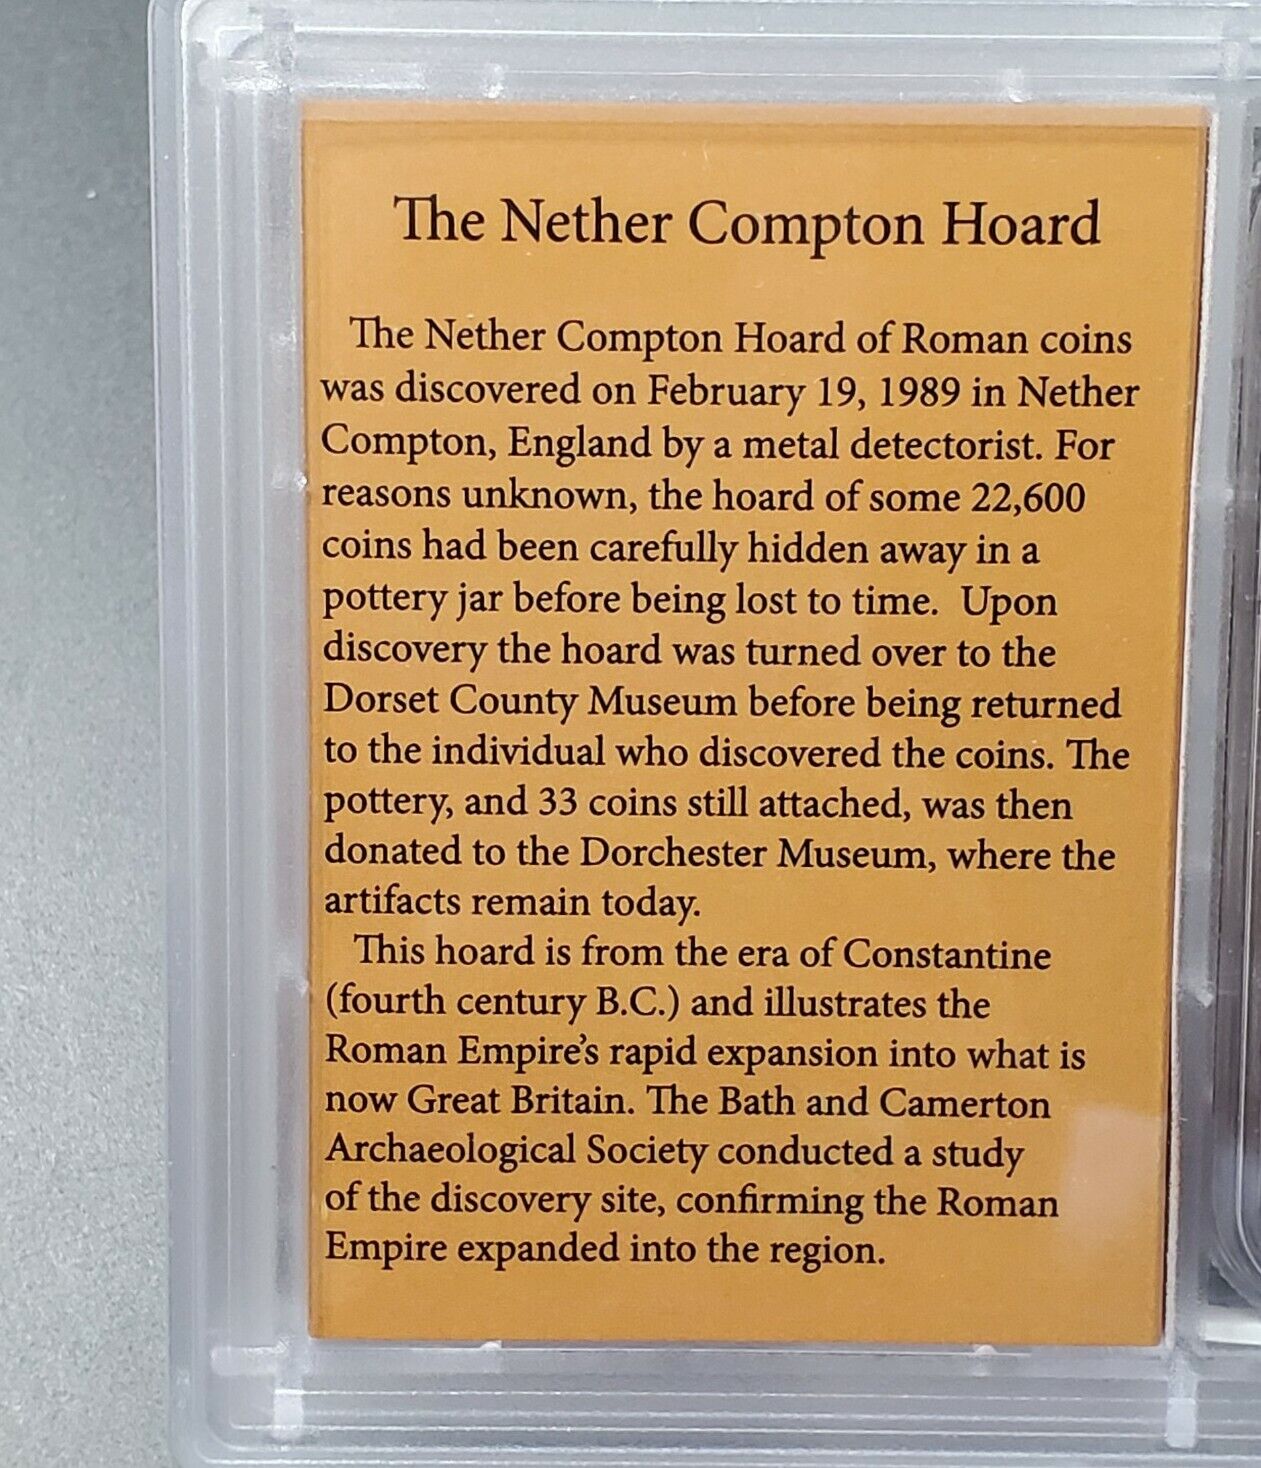 The Nether Compton Hoard
The Nether Compton Hoard of Roman coins
was discovered on February 19, 1989 in Nether
Compton, England by a metal detectorist. For
reasons unknown, the hoard of some 22,600
coins had been carefully hidden away in a
pottery jar before being lost to time.  Upon
discovery the hoard was turned over to the
Dorset County Museum before being returned
to the individual who discovered the coins. The
pottery, and 33 coins still attached, was then
donated to the Dorchester Museum, where the
artifacts remain today.
This hoard is from the era of Constantine
(fourth century B.C.) and illustrates the
Roman Empire’s rapid expansion into what is
now Great Britain. The Bath and Camerton
Archaeological Society conducted a study
of the discovery site, confirming the Roman
Empire expanded into the region.